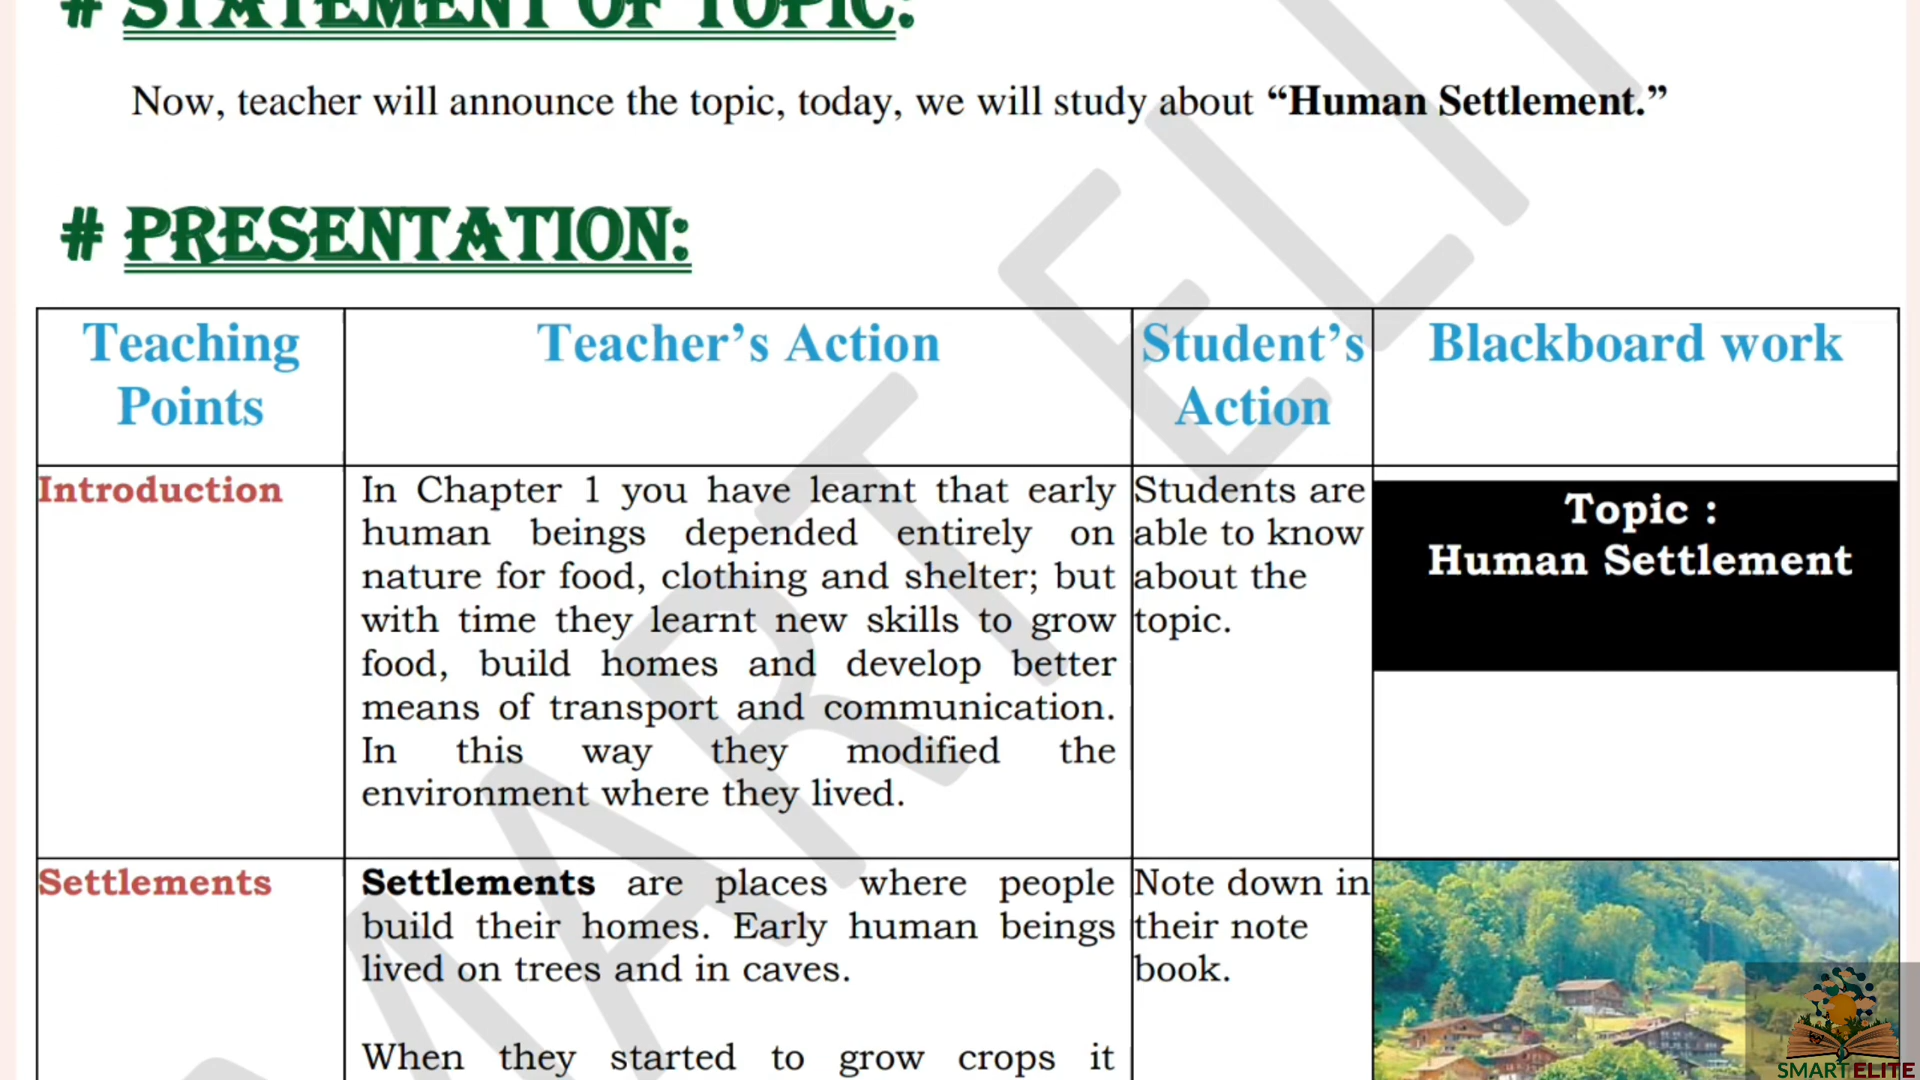 # STATEMENT OF TOPIC:
Now, teacher will announce the topic, today, we will study about “Human Settlement.”
# PRESENTATION:
Teaching
Points
Teacher’s Action
Student’s
Action
Blackboard work
Introduction
In Chapter 1 you have learnt that early
human beings depended entirely on
nature for food, clothing and shelter; but
with time they learnt new skills to grow
food, build homes and develop better
means of transport and communication.
In this way they modified the
environment where they lived.
Students are
able to know
about the
topic.
Topic :
Human Settlement
Settlements
Settlements are places where people
build their homes. Early human beings
lived on trees and in caves.
When they started to grow crops it
Note down in
their note
book.
SMART ELITE
SMART ELITE